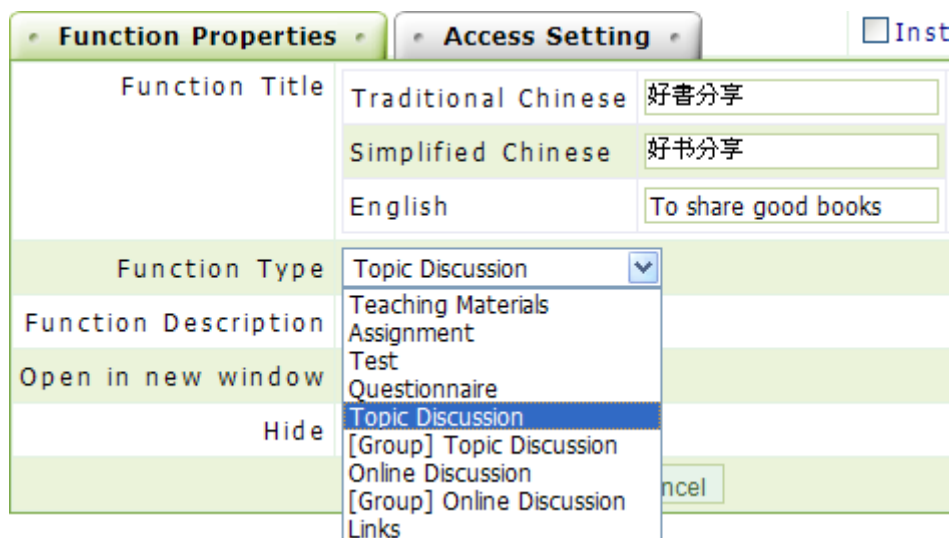 Function Properties Access Setting Inst
Function Title
Traditional Chinese 好書分享
Simplified Chinese 好书分享
English To share good books
Function Type Topic Discussion
Teaching Materials
Function Description
Assignment
Test
Open in new window
Questionnaire
Topic Discussion
Hide
[Group] Topic Discussion
Online Discussion
[Group] Online Discussion
ncel
Links